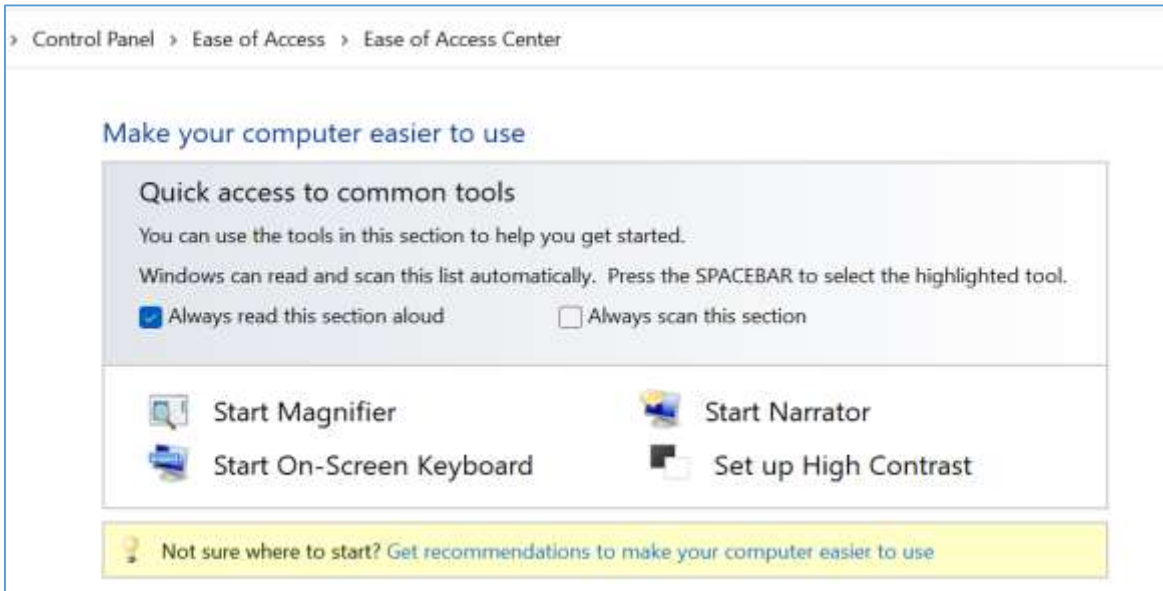 > Control Panel > Ease of Access > Ease of Access Center
Make your computer easier to use
Quick access to common tools
You can use the tools in this section to help you get started.
Windows can read and scan this list automatically. Press the SPACEBAR to select the highlighted tool.
Always read this section aloud Always scan this section
Start Magnifier Start Narrator
Start On-Screen Keyboard Set up High Contrast
Not sure where to start? Get recommendations to make your computer easier to use